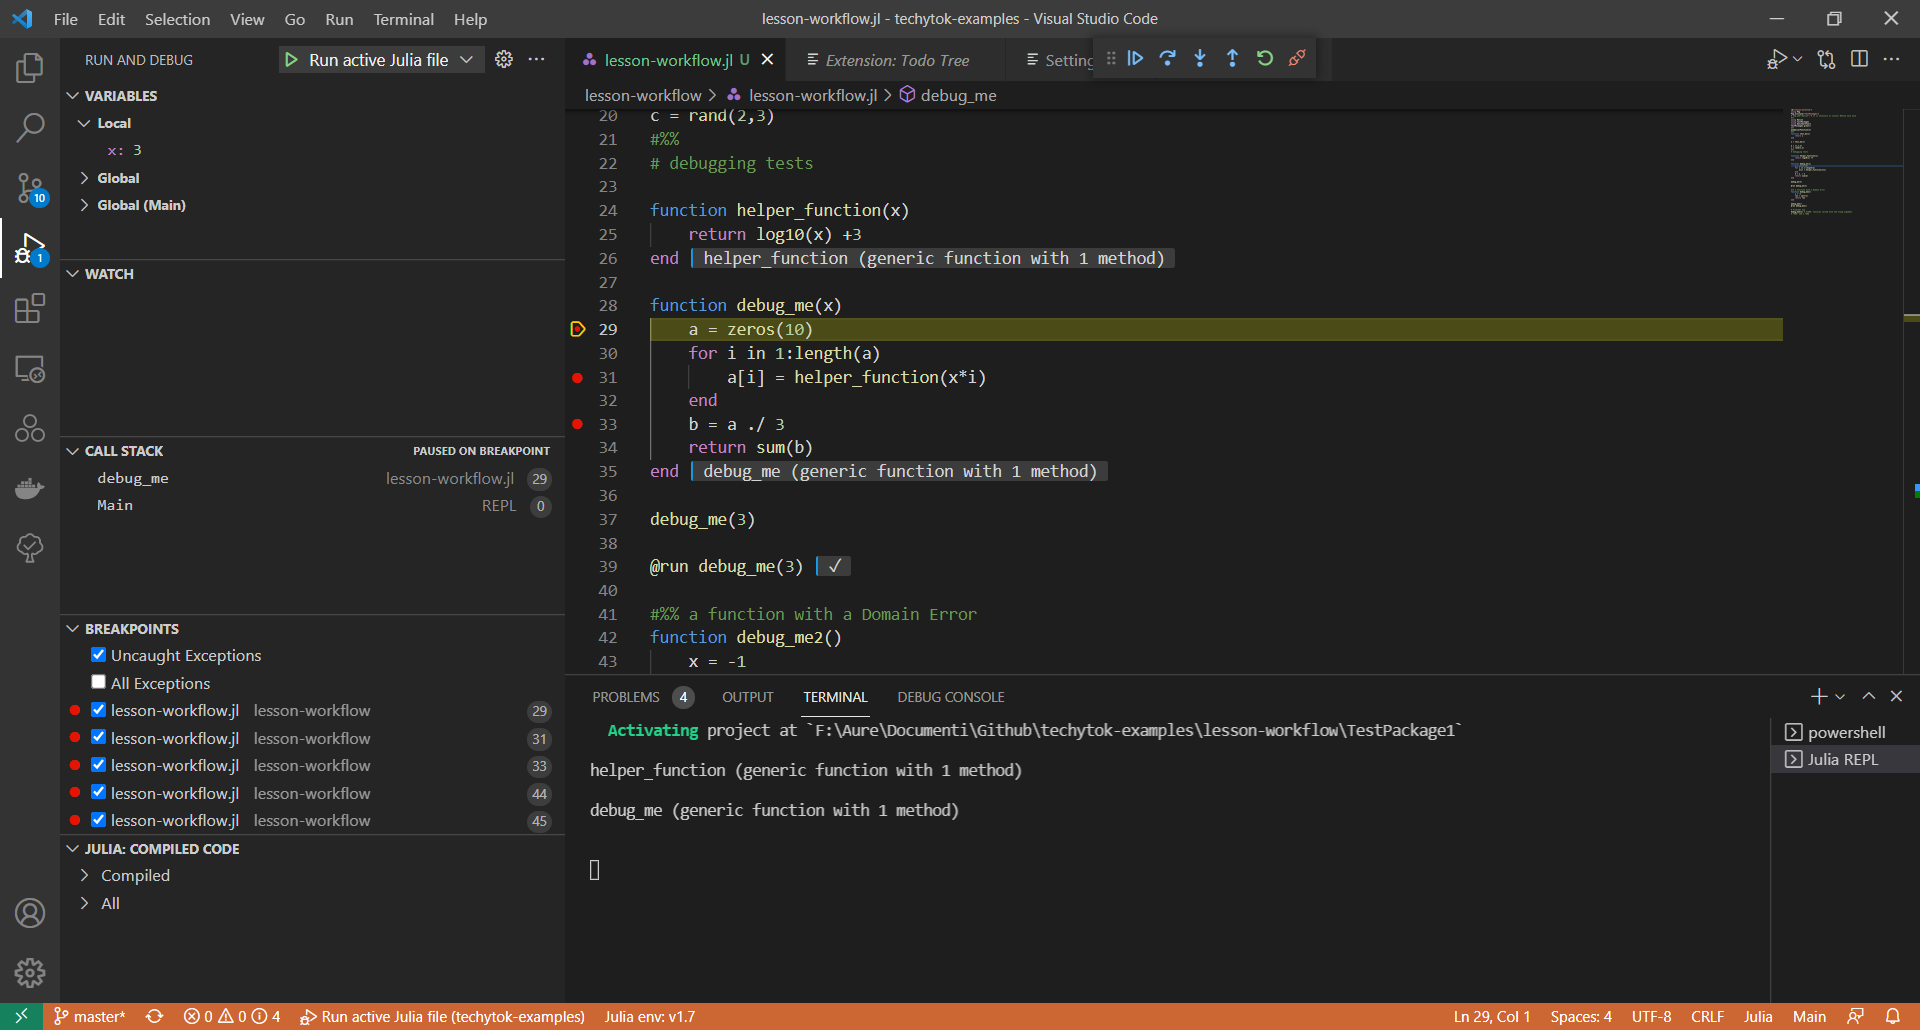 File Edit Selection View Go Run Terminal Help
lesson-workflow.jl - techytok-examples - Visual Studio Code
RUN AND DEBUG
Run active Julia file
lesson-workflow.jl U
Extension: Todo Tree
Setting
VARIABLES
Local
x: 3
Global
Global (Main)
WATCH
CALL STACK
PAUSED ON BREAKPOINT
debug_me lesson-workflow.jl 29
Main REPL 0
BREAKPOINTS
Uncaught Exceptions
All Exceptions
lesson-workflow.jl lesson-workflow 29
lesson-workflow.jl lesson-workflow 31
lesson-workflow.jl lesson-workflow 33
lesson-workflow.jl lesson-workflow 44
lesson-workflow.jl lesson-workflow 45
JULIA: COMPILED CODE
Compiled
All
10
1
lesson-workflow > lesson-workflow.jl > debug_me
20 c = rand(2,3)
21 #%%
22 # debugging tests
23
24 function helper_function(x)
25 return log10(x) +3
26 end helper_function (generic function with 1 method)
27
28 function debug_me(x)
29 a = zeros(10)
30 for i in 1:length(a)
31 a[i] = helper_function(x*i)
32 end
33 b = a ./ 3
34 return sum(b)
35 end debug_me (generic function with 1 method)
36
37 debug_me(3)
38
39 @run debug_me(3) ✓
40
41 #%% a function with a Domain Error
42 function debug_me2()
43 x = -1
PROBLEMS 4 OUTPUT TERMINAL DEBUG CONSOLE
Activating project at `F:\Aure\Documenti\Github\techytok-examples\lesson-workflow\TestPackage1`
helper_function (generic function with 1 method)
debug_me (generic function with 1 method)
powershell
Julia REPL
master* 0 0 4 Run active Julia file (techytok-examples) Julia env: v1.7 Ln 29, Col 1 Spaces: 4 UTF-8 CRLF Julia Main